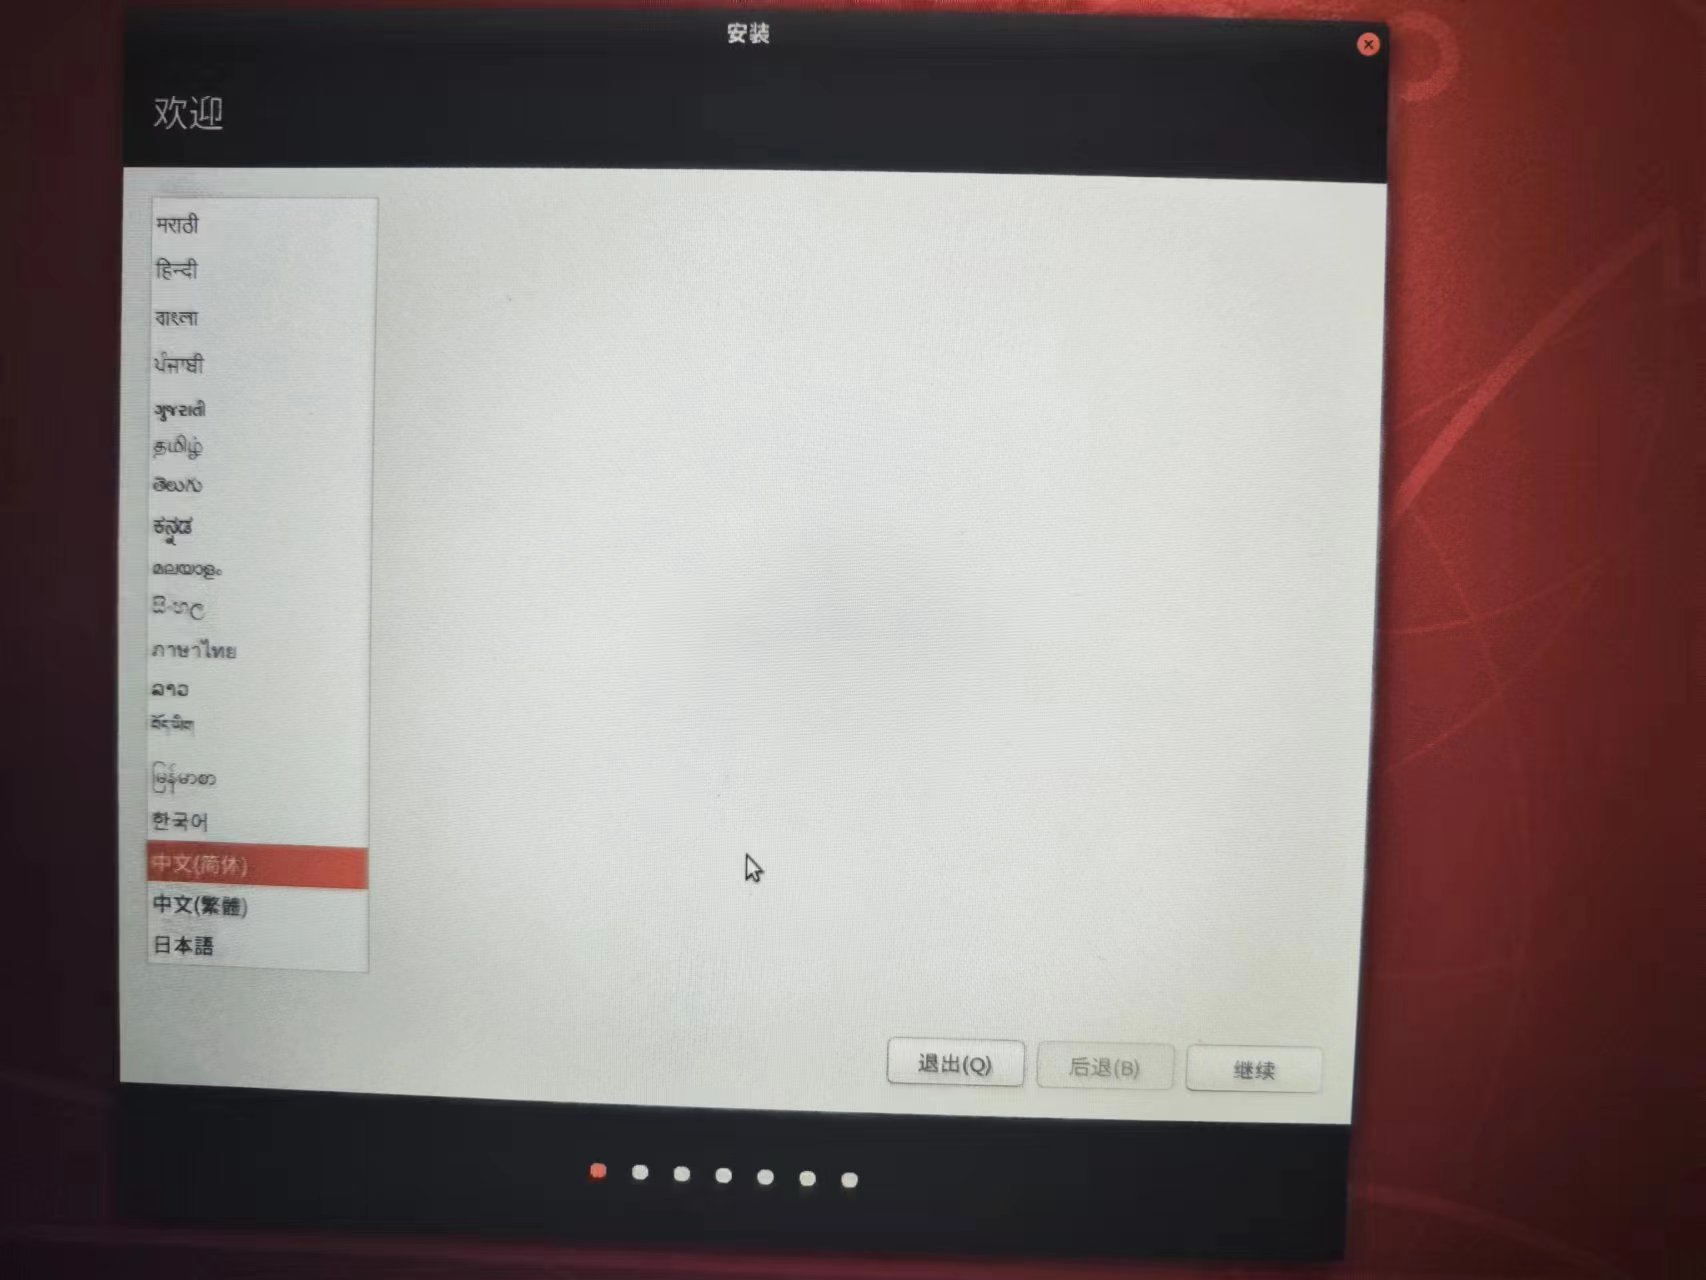 安装
欢迎
मराठी
हिन्दी
বাংলা
ਪੰਜਾਬੀ
ગુજરાતી
தமிழ்
తెలుగు
ಕನ್ನಡ
മലയാളം
සිංහල
ภาษาไทย
ລາວ
မြန်မာစာ
한국어
中文(简体)
中文(繁體)
日本語
退出(Q)
后退(B)
继续